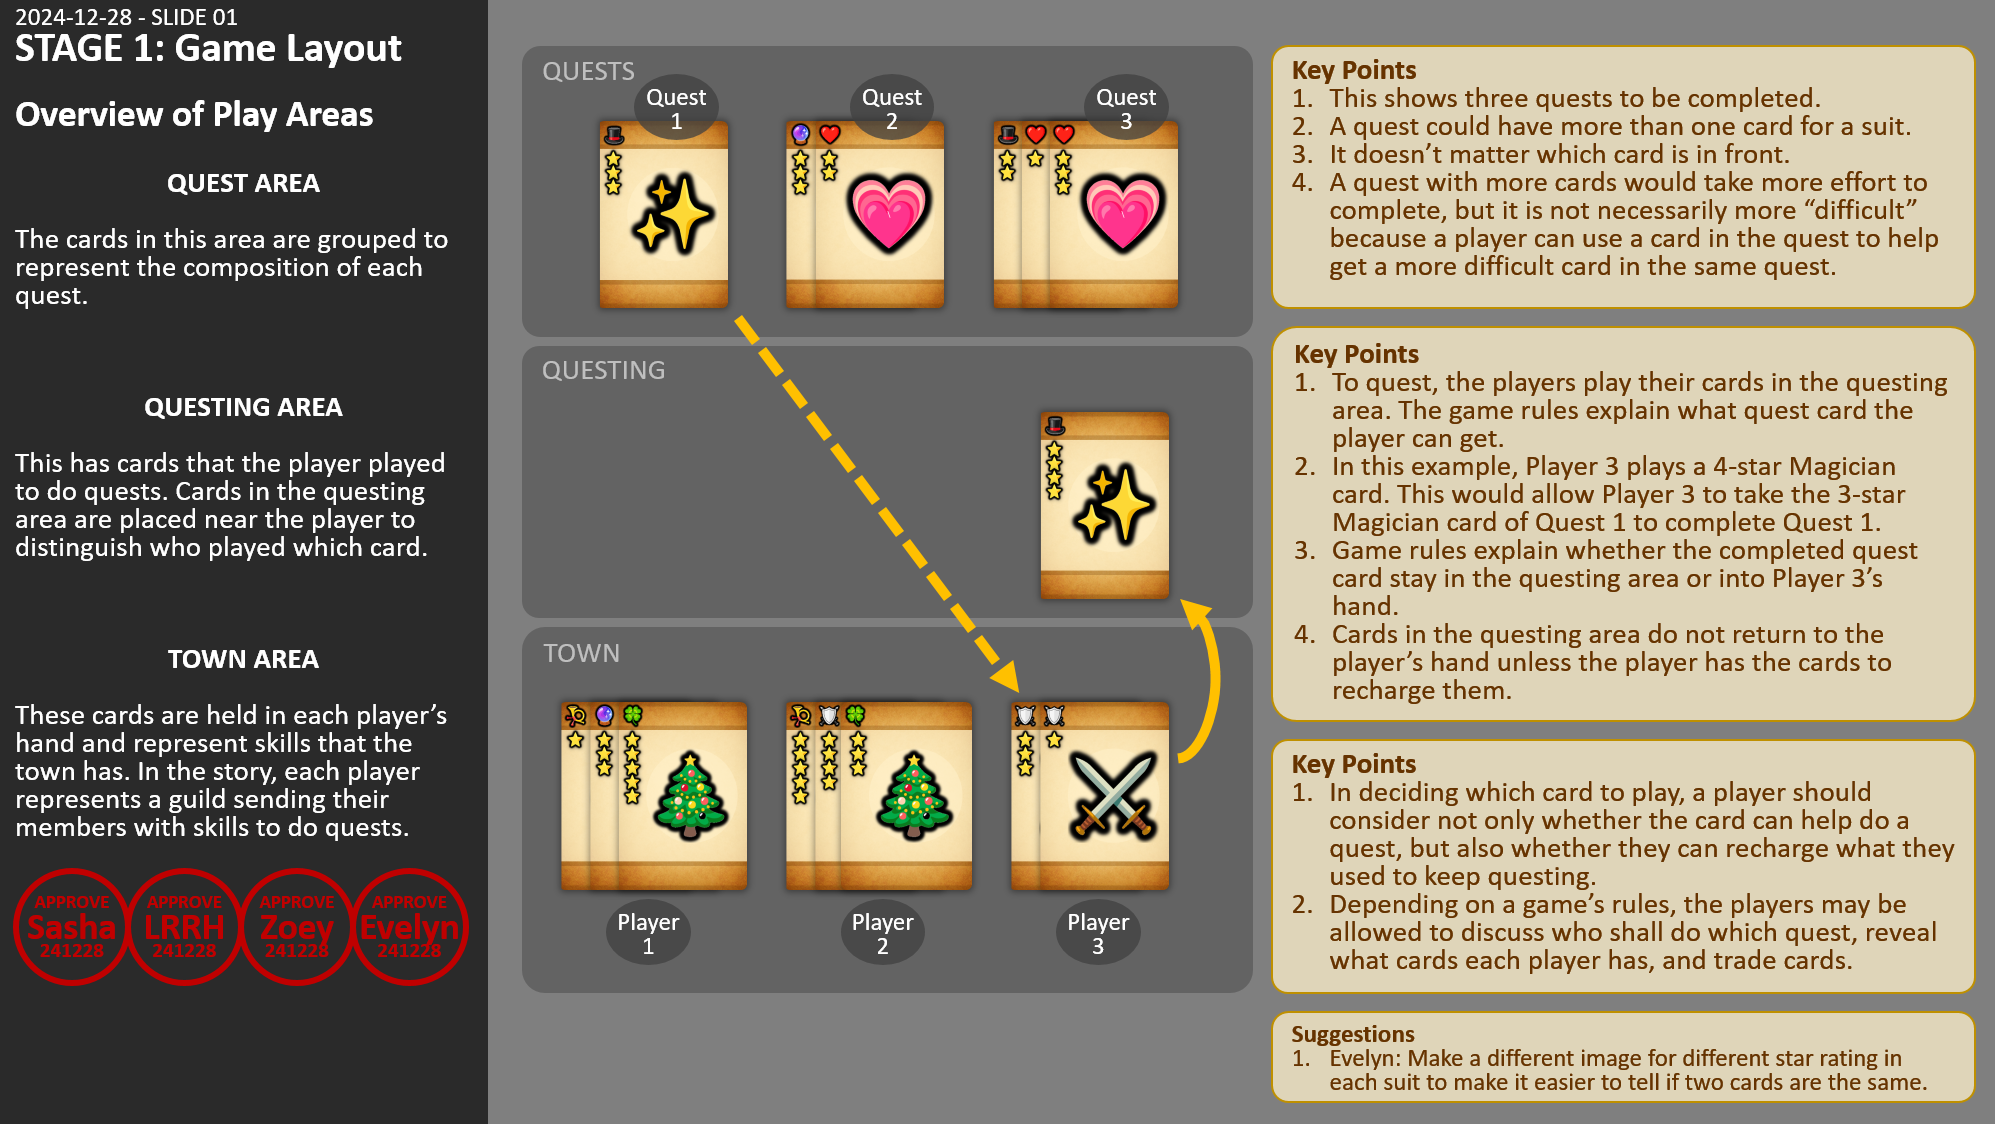 2024-12-28 - SLIDE 01
STAGE 1: Game Layout
Overview of Play Areas
QUEST AREA
The cards in this area are grouped to
represent the composition of each
quest.
QUESTING AREA
This has cards that the player played
to do quests. Cards in the questing
area are placed near the player to
distinguish who played which card.
TOWN AREA
These cards are held in each player’s
hand and represent skills that the
town has. In the story, each player
represents a guild sending their
members with skills to do quests.
APPROVE
Sasha
241228
APPROVE
LRRH
241228
APPROVE
Zoey
241228
APPROVE
Evelyn
241228
QUESTS
Quest
1
Quest
2
Quest
3
QUESTING
TOWN
Player
1
Player
2
Player
3
Key Points
1. This shows three quests to be completed.
2. A quest could have more than one card for a suit.
3. It doesn’t matter which card is in front.
4. A quest with more cards would take more effort to
complete, but it is not necessarily more “difficult”
because a player can use a card in the quest to help
get a more difficult card in the same quest.
Key Points
1. To quest, the players play their cards in the questing
area. The game rules explain what quest card the
player can get.
2. In this example, Player 3 plays a 4-star Magician
card. This would allow Player 3 to take the 3-star
Magician card of Quest 1 to complete Quest 1.
3. Game rules explain whether the completed quest
card stay in the questing area or into Player 3’s
hand.
4. Cards in the questing area do not return to the
player’s hand unless the player has the cards to
recharge them.
Key Points
1. In deciding which card to play, a player should
consider not only whether the card can help do a
quest, but also whether they can recharge what they
used to keep questing.
2. Depending on a game’s rules, the players may be
allowed to discuss who shall do which quest, reveal
what cards each player has, and trade cards.
Suggestions
1. Evelyn: Make a different image for different star rating in
each suit to make it easier to tell if two cards are the same.